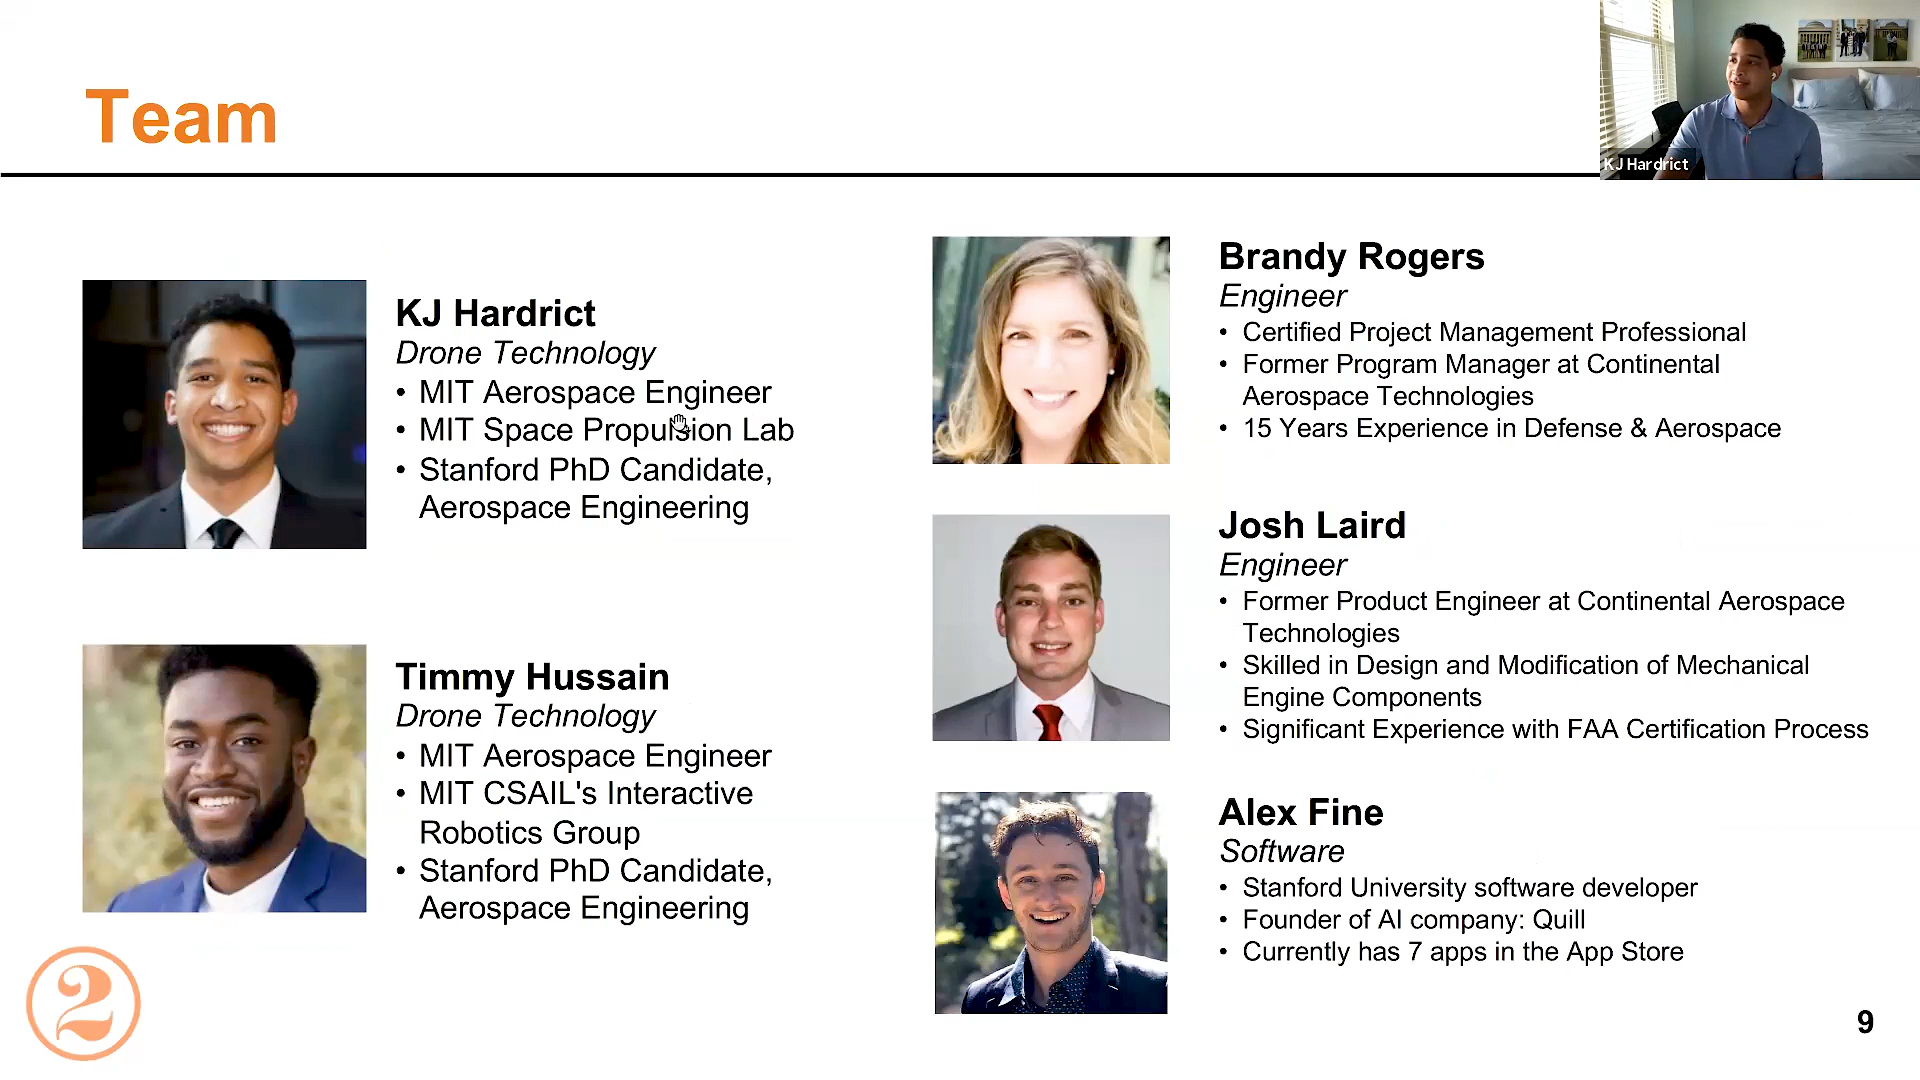 Team
KJ Hardrict
KJ Hardrict
Drone Technology
• MIT Aerospace Engineer
• MIT Space Propulsion Lab
• Stanford PhD Candidate,
Aerospace Engineering
Timmy Hussain
Drone Technology
• MIT Aerospace Engineer
• MIT CSAIL's Interactive
Robotics Group
• Stanford PhD Candidate,
Aerospace Engineering
Brandy Rogers
Engineer
• Certified Project Management Professional
• Former Program Manager at Continental
Aerospace Technologies
• 15 Years Experience in Defense & Aerospace
Josh Laird
Engineer
• Former Product Engineer at Continental Aerospace
Technologies
• Skilled in Design and Modification of Mechanical
Engine Components
• Significant Experience with FAA Certification Process
Alex Fine
Software
• Stanford University software developer
• Founder of AI company: Quill
• Currently has 7 apps in the App Store
2
9